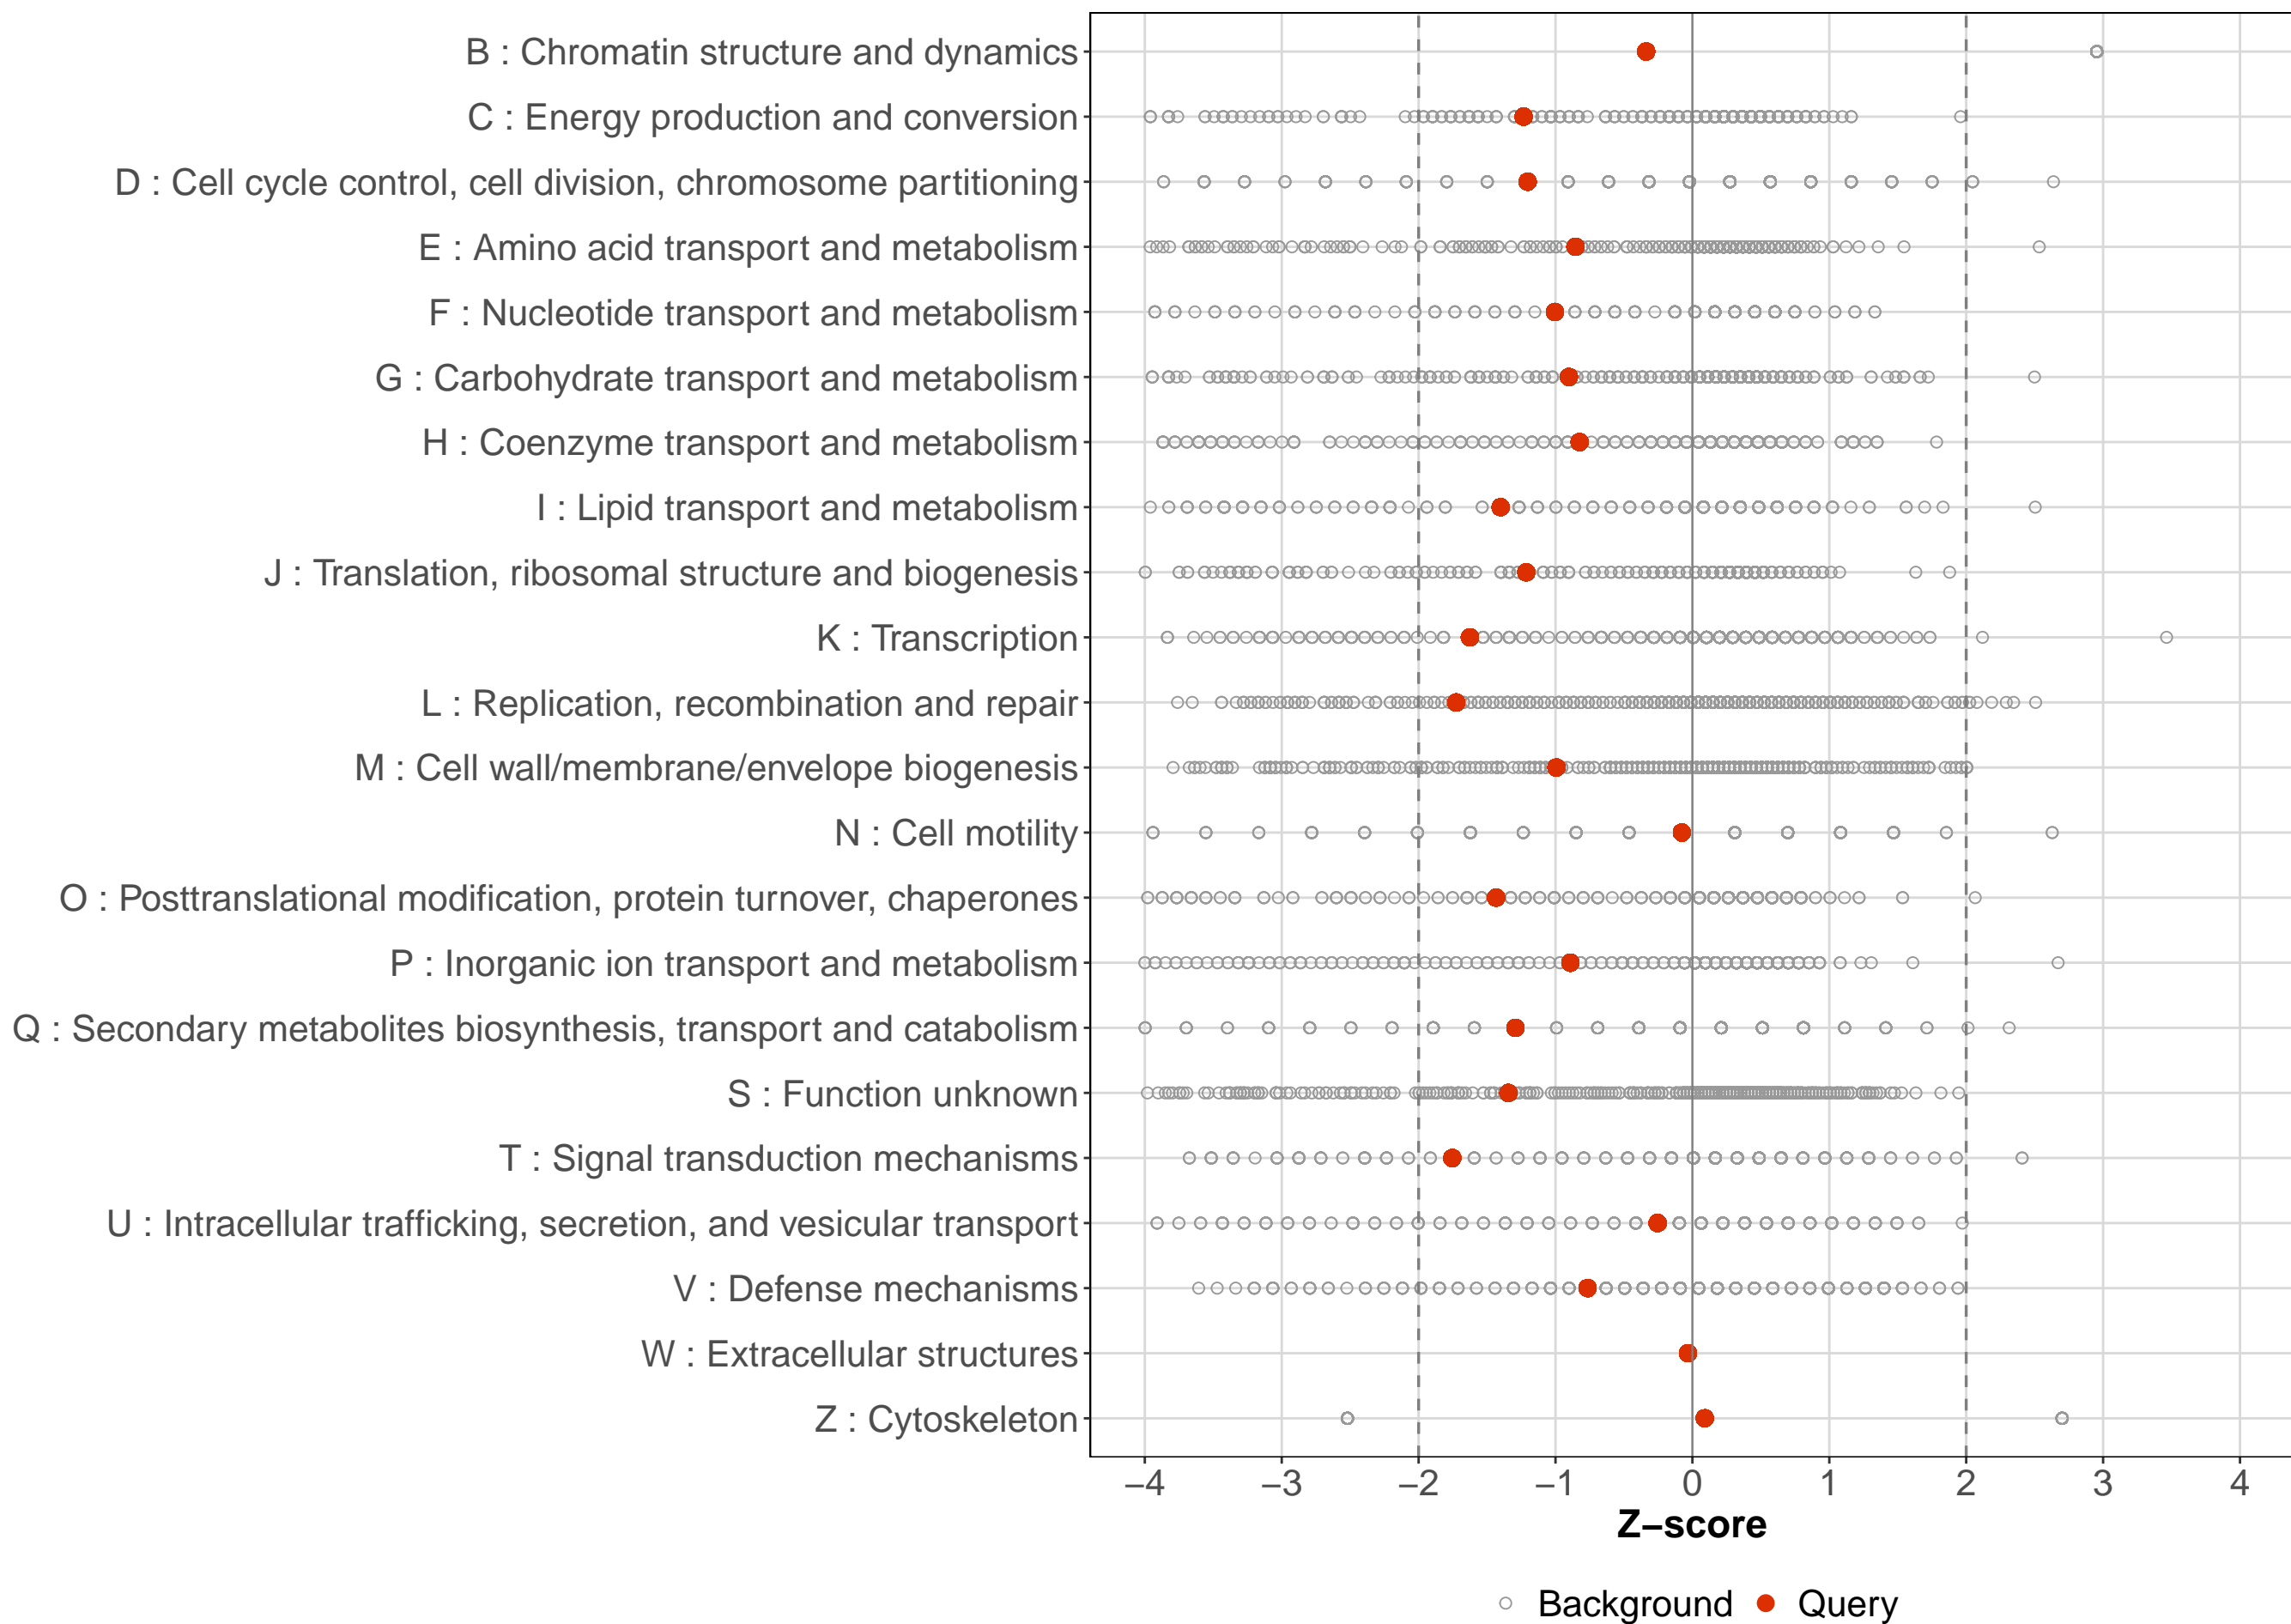 B : Chromatin structure and dynamics
C : Energy production and conversion
D : Cell cycle control, cell division, chromosome partitioning
E : Amino acid transport and metabolism
F : Nucleotide transport and metabolism
G : Carbohydrate transport and metabolism
H : Coenzyme transport and metabolism
I : Lipid transport and metabolism
J : Translation, ribosomal structure and biogenesis
K : Transcription
L : Replication, recombination and repair
M : Cell wall/membrane/envelope biogenesis
N : Cell motility
O : Posttranslational modification, protein turnover, chaperones
P : Inorganic ion transport and metabolism
Q : Secondary metabolites biosynthesis, transport and catabolism
S : Function unknown
T : Signal transduction mechanisms
U : Intracellular trafficking, secretion, and vesicular transport
V : Defense mechanisms
W : Extracellular structures
Z : Cytoskeleton
−4 −3 −2 −1 0 1 2 3 4
Z−score
Background Query